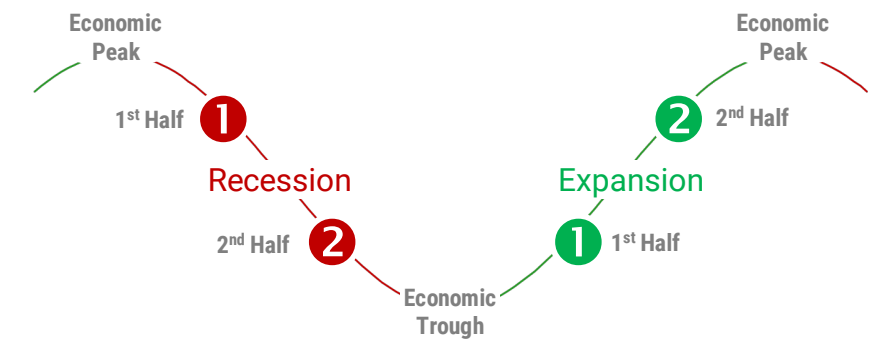 Economic
Peak
Economic
Peak
1st Half 1
2 2nd Half
Recession
Expansion
2nd Half 2
1 1st Half
Economic
Trough